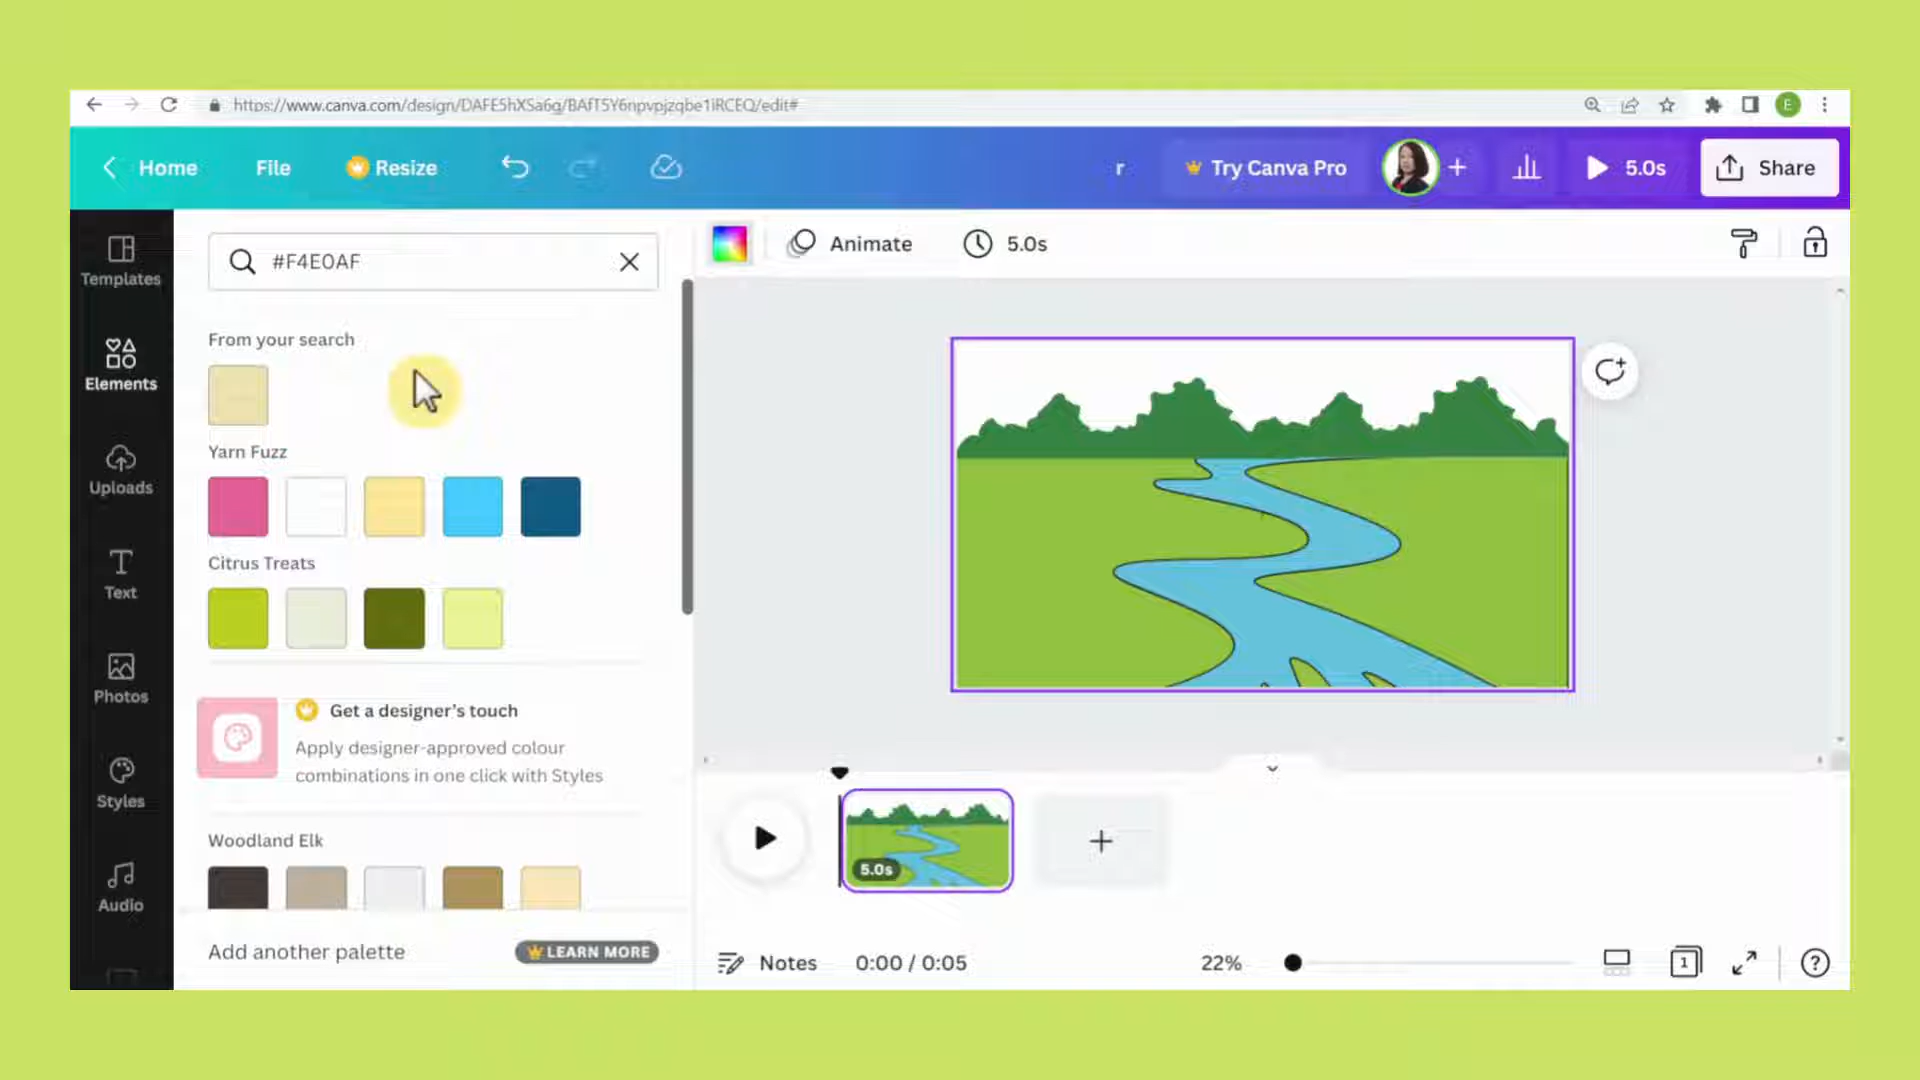 https://www.canva.com/design/DAFE5hXSa6g/BAfT5Y6npvpjzqbe1iRCEQ/edit#
E
Home
File
Resize
r
Try Canva Pro
5.0s
Share
Templates
Elements
Uploads
Text
Photos
Styles
Audio
#F4E0AF
From your search
Yarn Fuzz
Citrus Treats
Get a designer's touch
Apply designer-approved colour
combinations in one click with Styles
Woodland Elk
Add another palette
LEARN MORE
Animate
5.0s
5.0s
Notes
0:00 / 0:05
22%
1